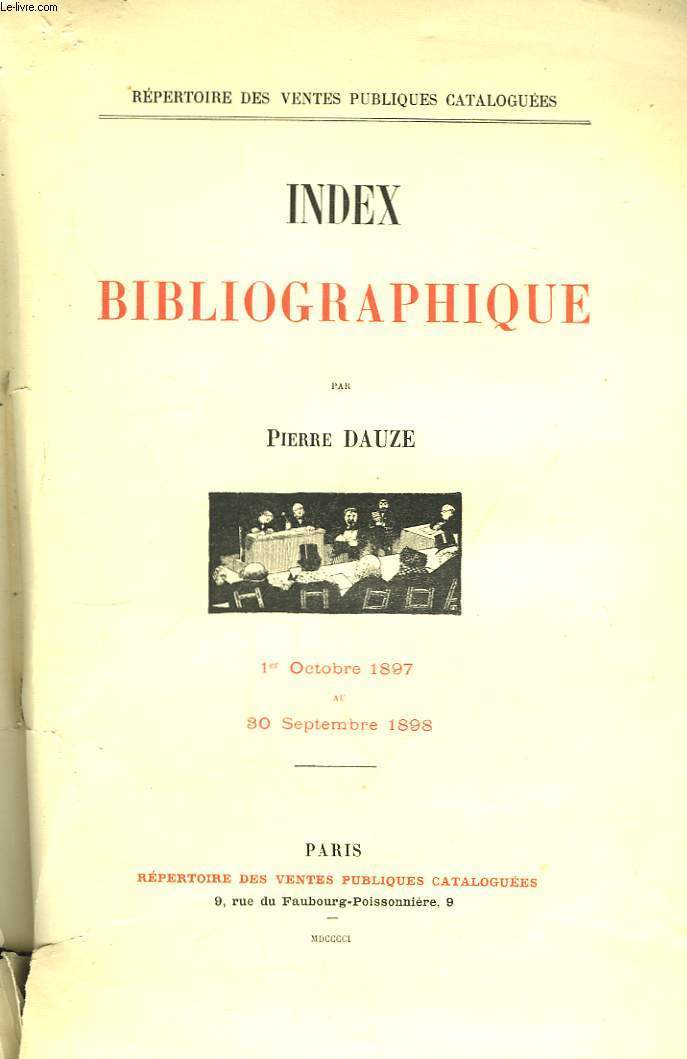 Le-livre.com
RÉPERTOIRE DES VENTES PUBLIQUES CATALOGUÉES
INDEX
BIBLIOGRAPHIQUE
PAR
PIERRE DAUZE
1er Octobre 1897
AU
30 Septembre 1898
PARIS
RÉPERTOIRE DES VENTES PUBLIQUES CATALOGUÉES
9, rue du Faubourg-Poissonnière, 9
MDCCCCI